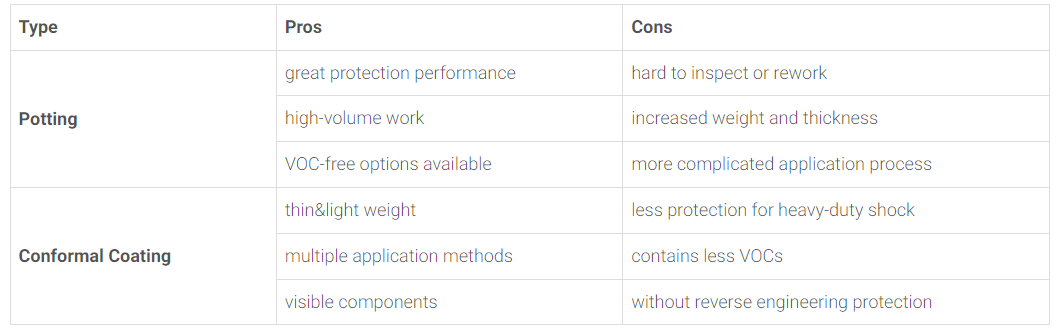 Type Pros Cons
great protection performance hard to inspect or rework
Potting high-volume work increased weight and thickness
VOC-free options available more complicated application process
thin&light weight less protection for heavy-duty shock
Conformal Coating multiple application methods contains less VOCs
visible components without reverse engineering protection